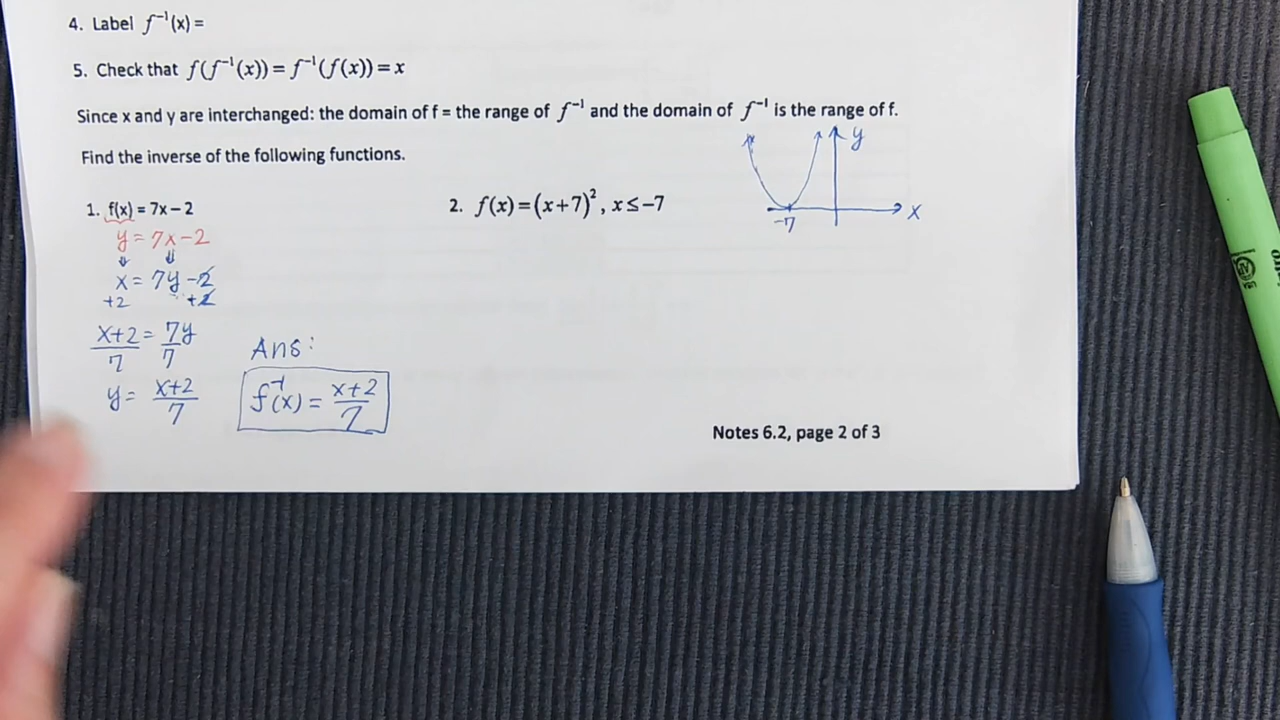 4. Label f⁻¹(x) =
5. Check that f(f⁻¹(x)) = f⁻¹(f(x)) = x
Since x and y are interchanged: the domain of f = the range of f⁻¹ and the domain of f⁻¹ is the range of f.
Find the inverse of the following functions.
1. f(x) = 7x – 2
y = 7x – 2
x = 7y – 2
+2 +2
x+2 = 7y
7 7
y = x+2
7
Ans:
f⁻¹(x) = x+2
7
2. f(x) = (x+7)², x ≤ –7
y
x
-7
Notes 6.2, page 2 of 3